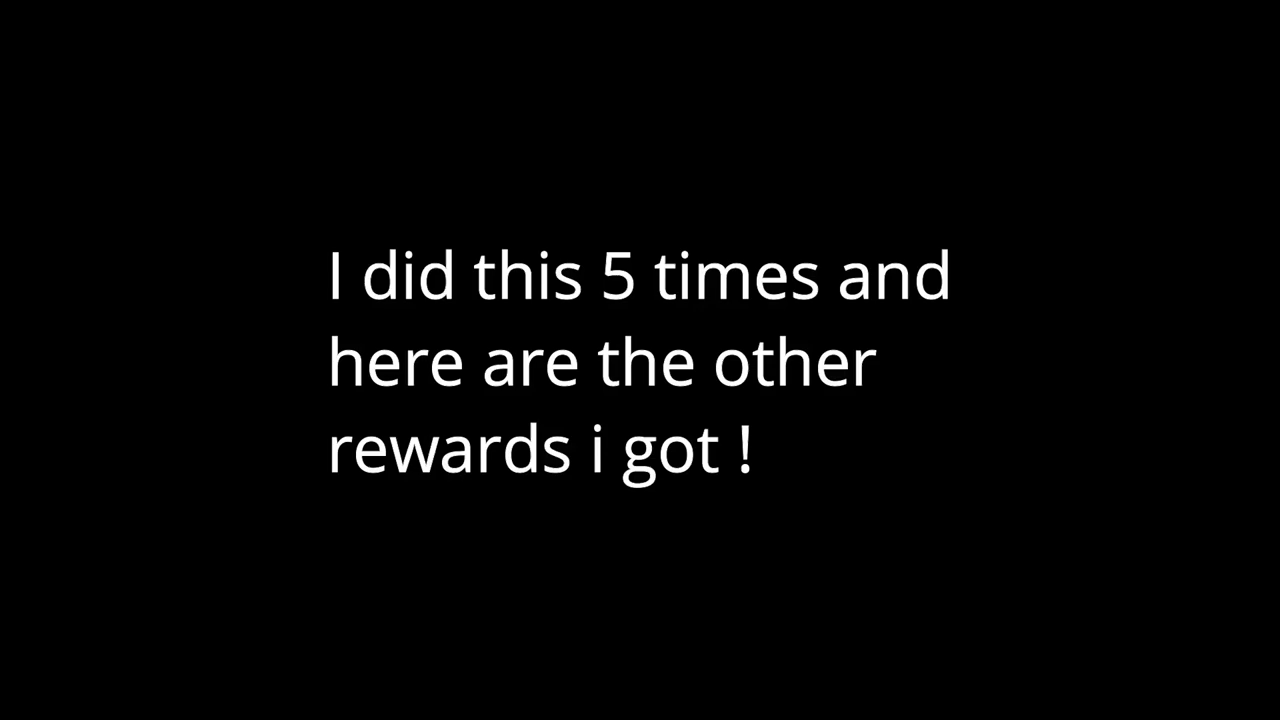 I did this 5 times and
here are the other
rewards i got !